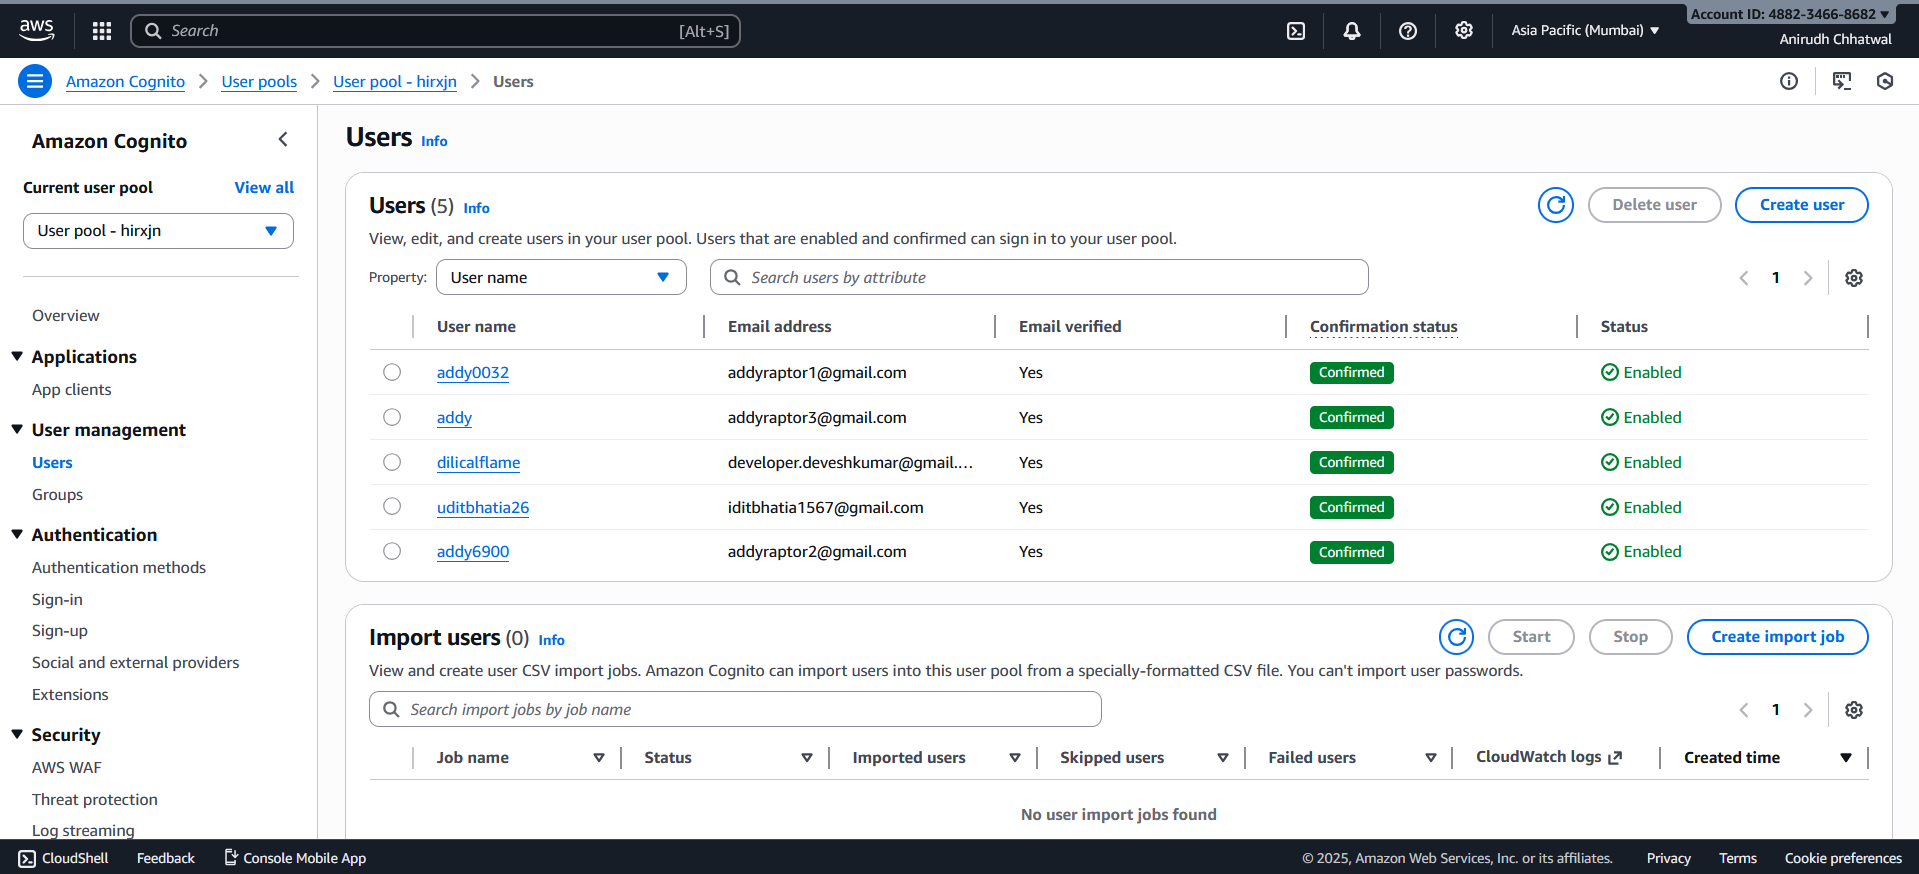 aws
Search [Alt+S]
Asia Pacific (Mumbai)
Account ID: 4882-3466-8682
Anirudh Chhatwal
Amazon Cognito
User pools
User pool - hirxjn
Users
Amazon Cognito
Current user pool View all
User pool - hirxjn
Overview
Applications
App clients
User management
Users
Groups
Authentication
Authentication methods
Sign-in
Sign-up
Social and external providers
Extensions
Security
AWS WAF
Threat protection
Log streaming
Users Info
Users (5) Info
Delete user
Create user
View, edit, and create users in your user pool. Users that are enabled and confirmed can sign in to your user pool.
Property: User name Search users by attribute 1
User name Email address Email verified Confirmation status Status
addy0032 addyraptor1@gmail.com Yes Confirmed Enabled
addy addyraptor3@gmail.com Yes Confirmed Enabled
dilicalflame developer.deveshkumar@gmail.... Yes Confirmed Enabled
uditbhatia26 iditbhatia1567@gmail.com Yes Confirmed Enabled
addy6900 addyraptor2@gmail.com Yes Confirmed Enabled
Import users (0) Info
Start
Stop
Create import job
View and create user CSV import jobs. Amazon Cognito can import users into this user pool from a specially-formatted CSV file. You can't import user passwords.
Search import jobs by job name 1
Job name Status Imported users Skipped users Failed users CloudWatch logs Created time
No user import jobs found
CloudShell Feedback Console Mobile App © 2025, Amazon Web Services, Inc. or its affiliates. Privacy Terms Cookie preferences